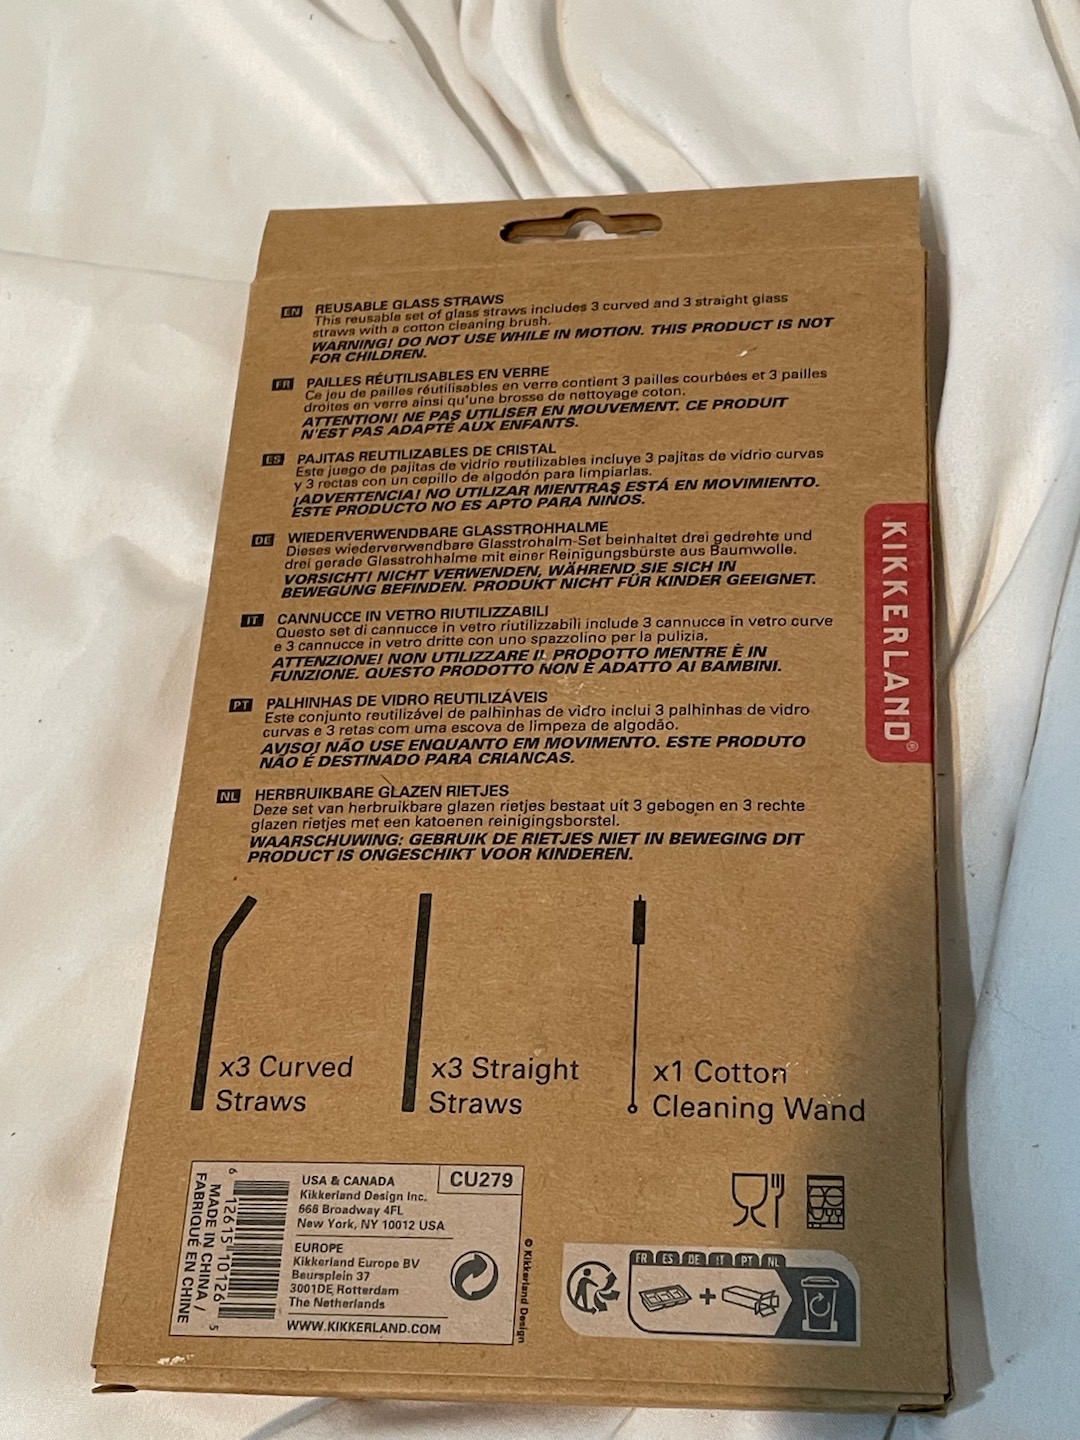 EN REUSABLE GLASS STRAWS
This reusable set of glass straws includes 3 curved and 3 straight glass
straws with a cotton cleaning brush.
WARNING! DO NOT USE WHILE IN MOTION. THIS PRODUCT IS NOT
FOR CHILDREN.
FR PAILLES RÉUTILISABLES EN VERRE
Ce jeu de pailles réutilisables en verre contient 3 pailles courbées et 3 pailles
droites en verre ainsi qu'une brosse de nettoyage coton.
ATTENTION! NE PAS UTILISER EN MOUVEMENT. CE PRODUIT
N'EST PAS ADAPTÉ AUX ENFANTS.
ES PAJITAS REUTILIZABLES DE CRISTAL
Este juego de pajitas de vidrio reutilizables incluye 3 pajitas de vidrio curvas
y 3 rectas con un cepillo de algodón para limpiarlas.
¡ADVERTENCIA! NO UTILIZAR MIENTRAS ESTÁ EN MOVIMIENTO.
ESTE PRODUCTO NO ES APTO PARA NIÑOS.
DE WIEDERVERWENDBARE GLASSTROHHALME
Dieses wiederverwendbare Glasstrohalm-Set beinhaltet drei gedrehte und
drei gerade Glasstrohhalme mit einer Reinigungsbürste aus Baumwolle.
VORSICHT! NICHT VERWENDEN, WÄHREND SIE SICH IN
BEWEGUNG BEFINDEN. PRODUKT NICHT FÜR KINDER GEEIGNET.
IT CANNUCCE IN VETRO RIUTILIZZABILI
Questo set di cannucce in vetro riutilizzabili include 3 cannucce in vetro curve
e 3 cannucce in vetro dritte con uno spazzolino per la pulizia.
ATTENZIONE! NON UTILIZZARE IL PRODOTTO MENTRE È IN
FUNZIONE. QUESTO PRODOTTO NON È ADATTO AI BAMBINI.
PT PALHINHAS DE VIDRO REUTILIZÁVEIS
Este conjunto reutilizável de palhinhas de vidro inclui 3 palhinhas de vidro
curvas e 3 retas com uma escova de limpeza de algodão.
AVISO! NÃO USE ENQUANTO EM MOVIMENTO. ESTE PRODUTO
NÃO É DESTINADO PARA CRIANCAS.
NL HERBRUIKBARE GLAZEN RIETJES
Deze set van herbruikbare glazen rietjes bestaat uit 3 gebogen en 3 rechte
glazen rietjes met een katoenen reinigingsborstel.
WAARSCHUWING: GEBRUIK DE RIETJES NIET IN BEWEGING DIT
PRODUCT IS ONGESCHIKT VOOR KINDEREN.
KIKKERLAND®
x3 Curved
Straws
x3 Straight
Straws
x1 Cotton
Cleaning Wand
MADE IN CHINA /
FABRIQUÉ EN CHINE
6 12615 10126 5
USA & CANADA
Kikkerland Design Inc.
666 Broadway 4FL
New York, NY 10012 USA
CU279
EUROPE
Kikkerland Europe BV
Beursplein 37
3001DE Rotterdam
The Netherlands
WWW.KIKKERLAND.COM
© Kikkerland Design
FR ES DE IT PT NL